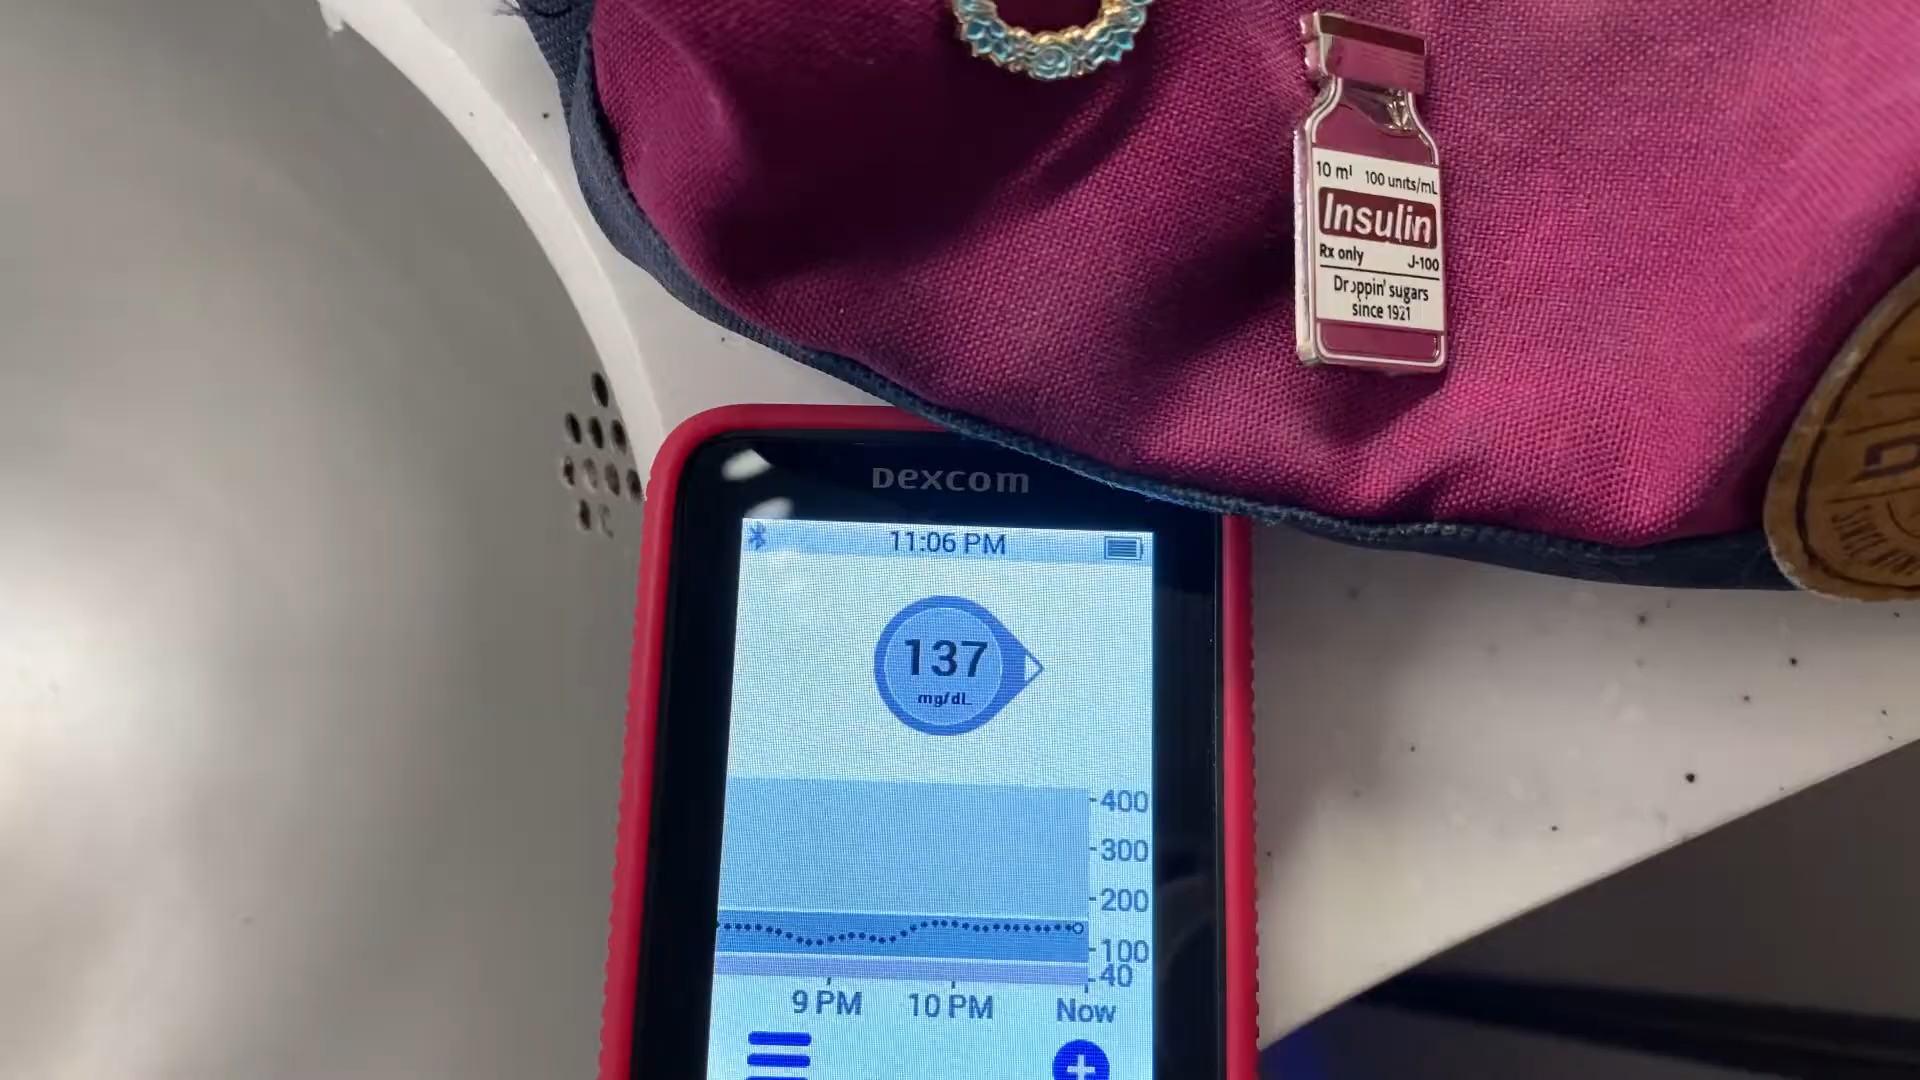 10 ml 100 units/mL
Insulin
Rx only J-100
Droppin' sugars
since 1921
Dexcom
11:06 PM
137
mg/dL
400
300
200
100
40
9 PM 10 PM Now